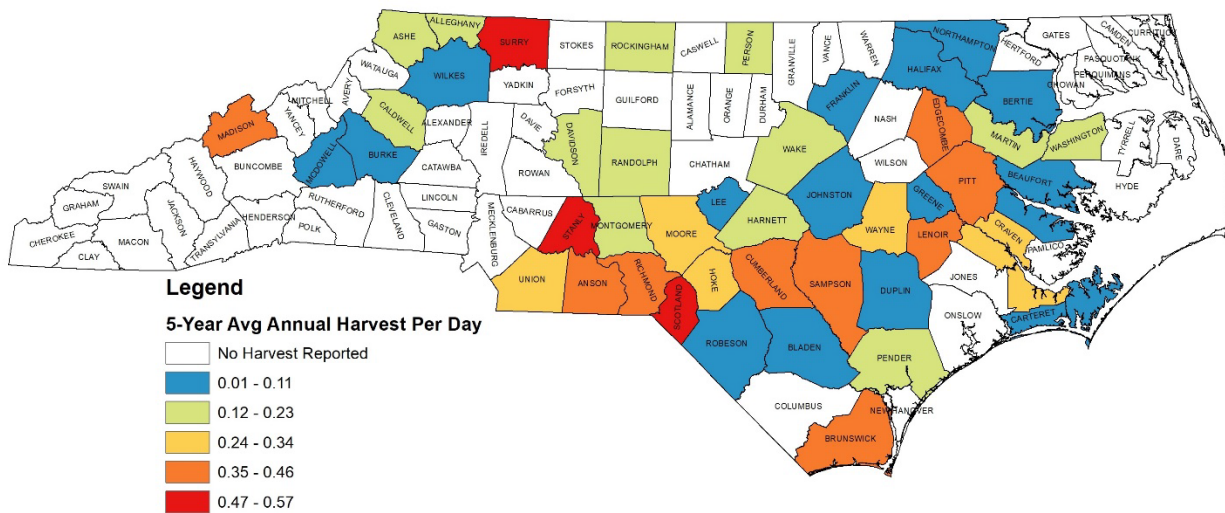 ALLEGHANY
ASHE
SURRY
STOKES
ROCKINGHAM
CASWELL
PERSON
GRANVILLE
VANCE
WARREN
NORTHAMPTON
GATES
CAMDEN
CURRITUCK
HERTFORD
PASQUOTANK
PERQUIMANS
CHOWAN
HALIFAX
BERTIE
WATAUGA
WILKES
YADKIN
FORSYTH
GUILFORD
ALAMANCE
ORANGE
DURHAM
FRANKLIN
NASH
EDGECOMBE
MARTIN
WASHINGTON
TYRRELL
DARE
MITCHELL
AVERY
YANCEY
MADISON
CALDWELL
ALEXANDER
IREDELL
DAVIE
DAVIDSON
RANDOLPH
CHATHAM
WAKE
WILSON
PITT
BEAUFORT
HYDE
HAYWOOD
BUNCOMBE
MCDOWELL
BURKE
CATAWBA
ROWAN
SWAIN
GRAHAM
JACKSON
CHEROKEE
MACON
CLAY
TRANSYLVANIA
HENDERSON
POLK
RUTHERFORD
CLEVELAND
LINCOLN
GASTON
MECKLENBURG
CABARRUS
STANLY
MONTGOMERY
MOORE
LEE
HARNETT
JOHNSTON
WAYNE
GREENE
LENOIR
CRAVEN
PAMLICO
UNION
ANSON
RICHMOND
SCOTLAND
HOKE
CUMBERLAND
SAMPSON
DUPLIN
JONES
ONSLOW
CARTERET
ROBESON
BLADEN
PENDER
COLUMBUS
NEW HANOVER
BRUNSWICK
Legend
5-Year Avg Annual Harvest Per Day
No Harvest Reported
0.01 - 0.11
0.12 - 0.23
0.24 - 0.34
0.35 - 0.46
0.47 - 0.57